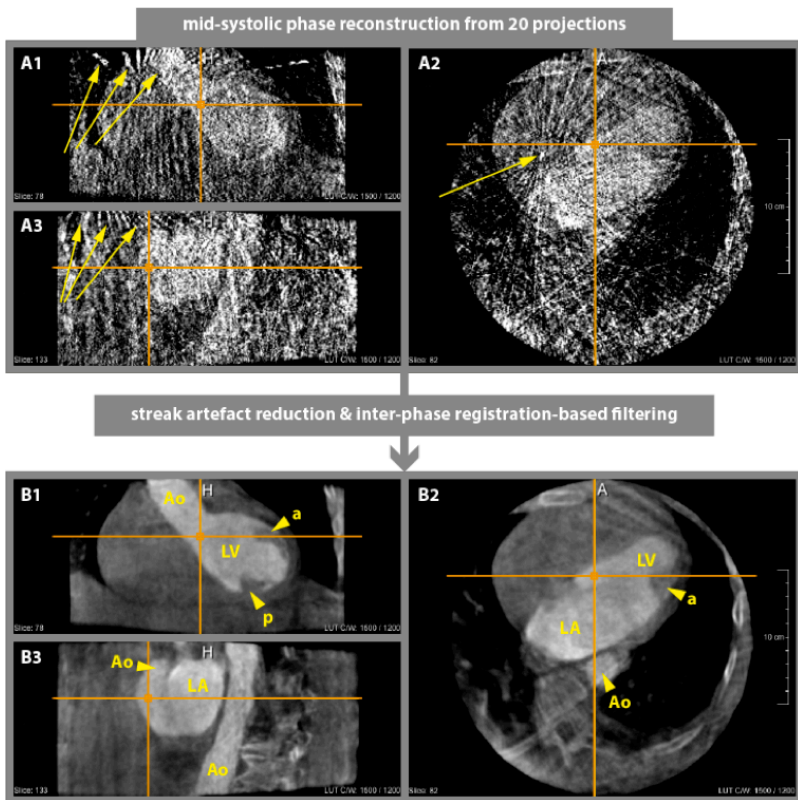 mid-systolic phase reconstruction from 20 projections
A1
H
Slice: 78
LUT C/W: 1500 / 1200
A2
A
10 cm
Slice: 82
LUT C/W: 1500 / 1200
A3
H
Slice: 133
LUT C/W: 1500 / 1200
streak artefact reduction & inter-phase registration-based filtering
B1
Ao
H
a
LV
p
Slice: 78
LUT C/W: 1500 / 1200
B2
A
LV
a
LA
Ao
10 cm
Slice: 82
LUT C/W: 1500 / 1200
B3
H
Ao
LA
Ao
Slice: 133
LUT C/W: 1500 / 1200